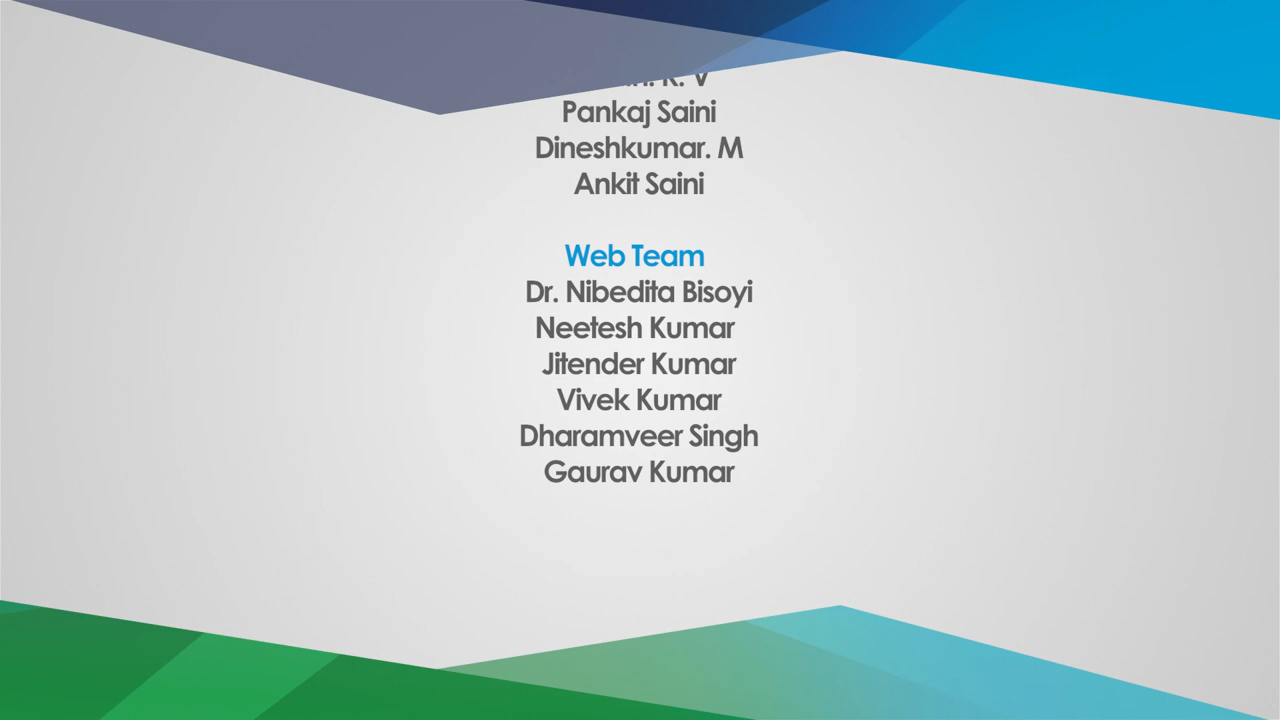 K. V
Pankaj Saini
Dineshkumar. M
Ankit Saini
Web Team
Dr. Nibedita Bisoyi
Neetesh Kumar
Jitender Kumar
Vivek Kumar
Dharamveer Singh
Gaurav Kumar